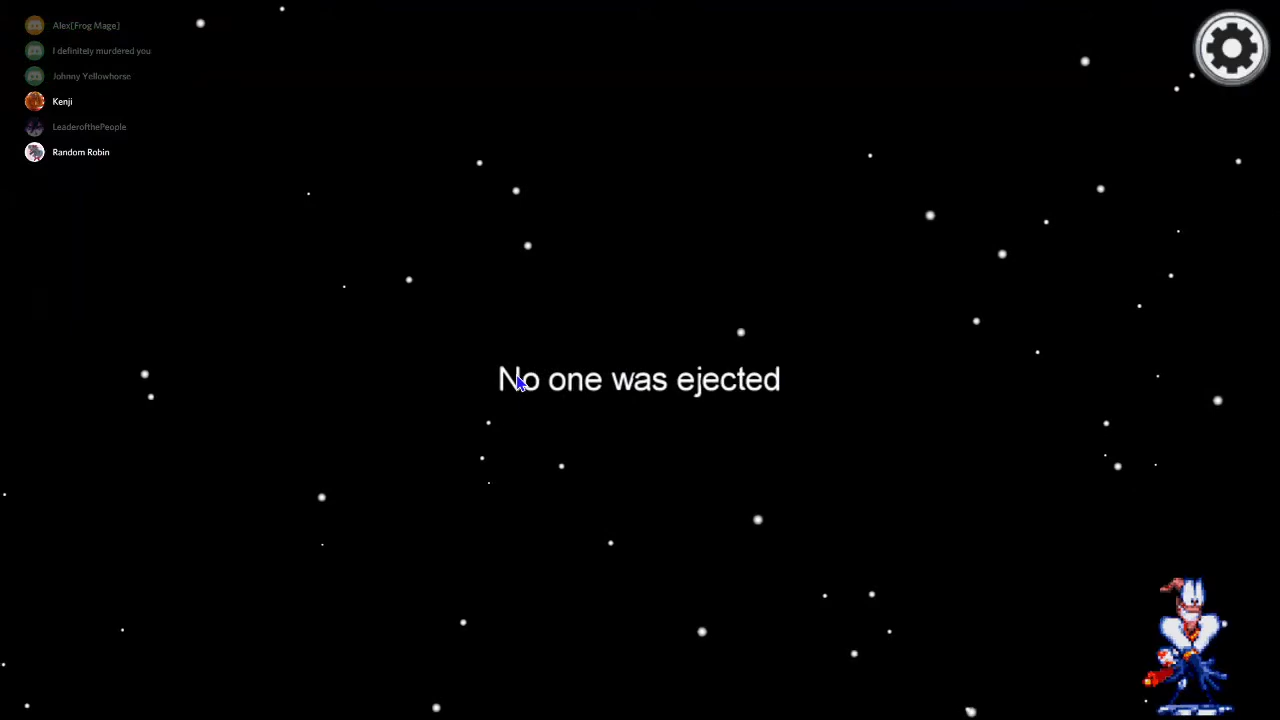 Alex[Frog Mage]
I definitely murdered you
Johnny Yellowhorse
Kenji
LeaderofthePeople
Random Robin
No one was ejected